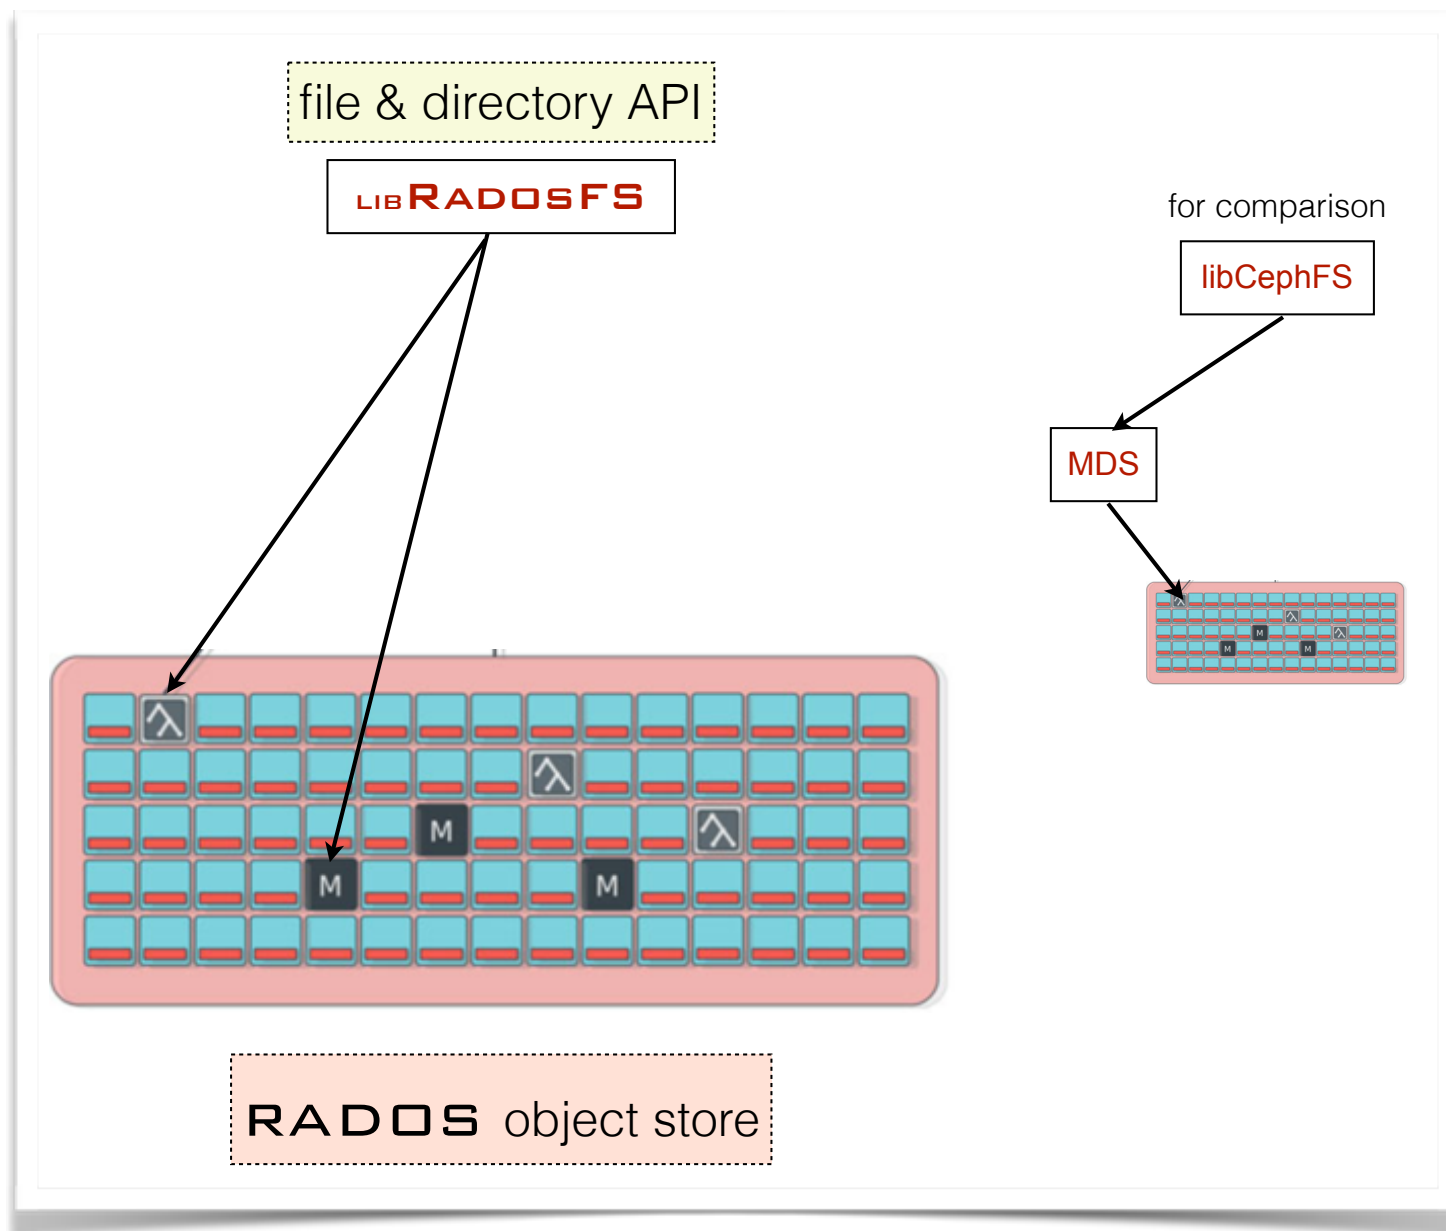 file & directory API
LIBRADOSFS
for comparison
libCephFS
MDS
M
M
M
M
M
M
RADOS object store